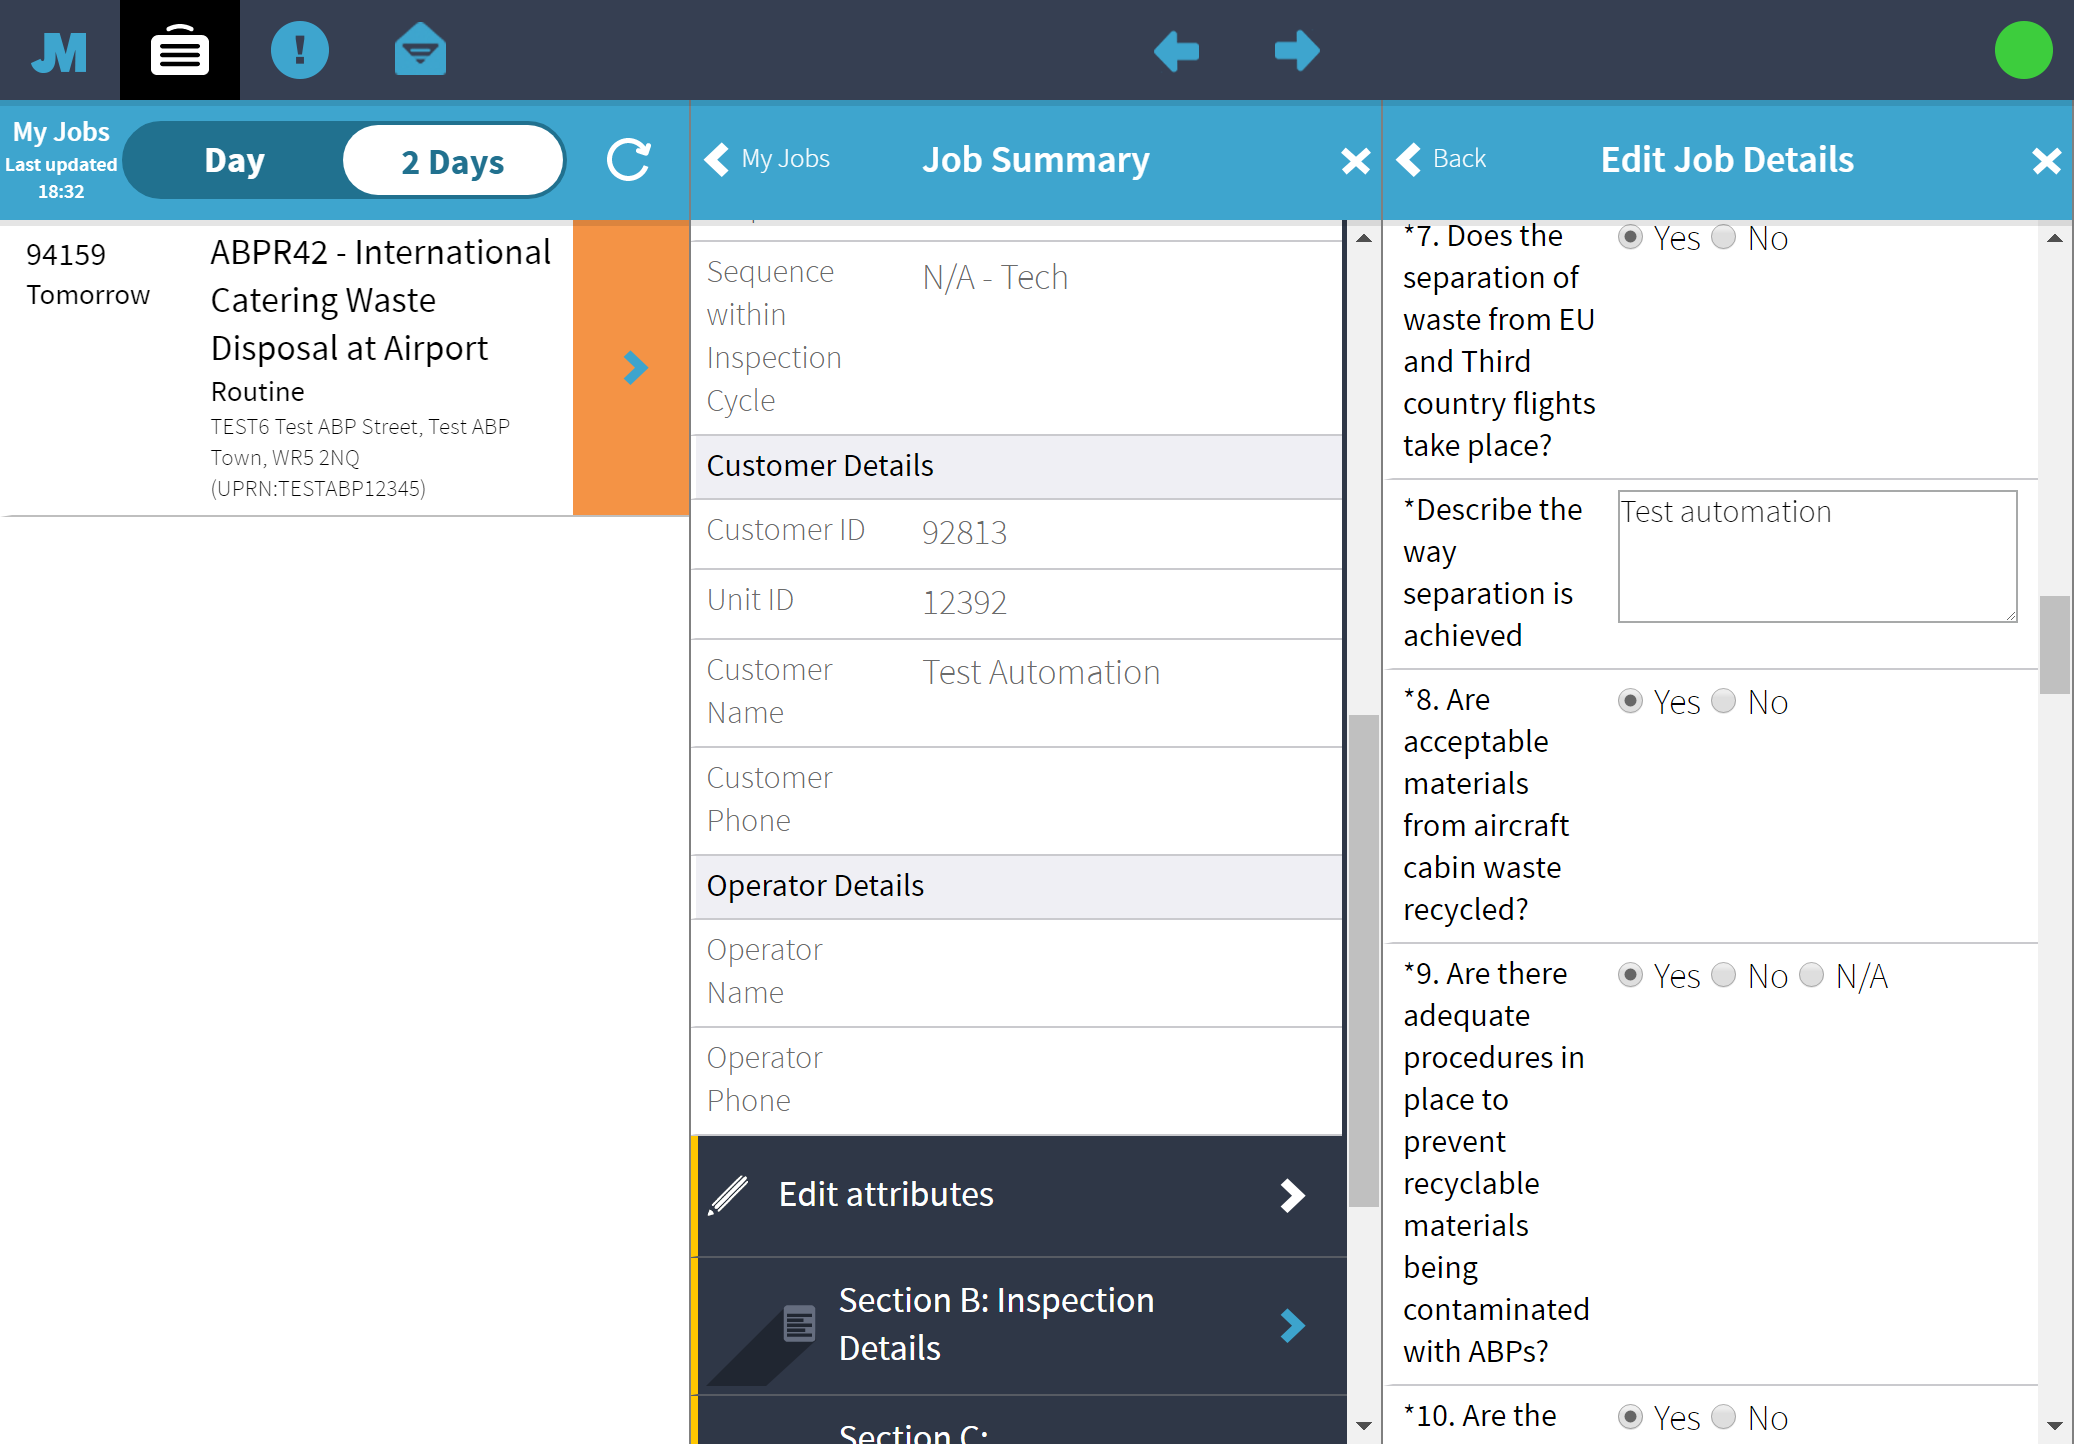 JM
My Jobs
Last updated
18:32
Day
2 Days
My Jobs
Job Summary
Back
Edit Job Details
94159
Tomorrow
ABPR42 - International
Catering Waste
Disposal at Airport
Routine
TEST6 Test ABP Street, Test ABP
Town, WR5 2NQ
(UPRN:TESTABP12345)
Sequence
within
Inspection
Cycle
N/A - Tech
Customer Details
Customer ID
92813
Unit ID
12392
Customer
Name
Test Automation
Customer
Phone
Operator Details
Operator
Name
Operator
Phone
Edit attributes
Section B: Inspection
Details
Section C:
*7. Does the
separation of
waste from EU
and Third
country flights
take place?
Yes No
*Describe the
way
separation is
achieved
Test automation
*8. Are
acceptable
materials
from aircraft
cabin waste
recycled?
Yes No
*9. Are there
adequate
procedures in
place to
prevent
recyclable
materials
being
contaminated
with ABPs?
Yes No N/A
*10. Are the
Yes No